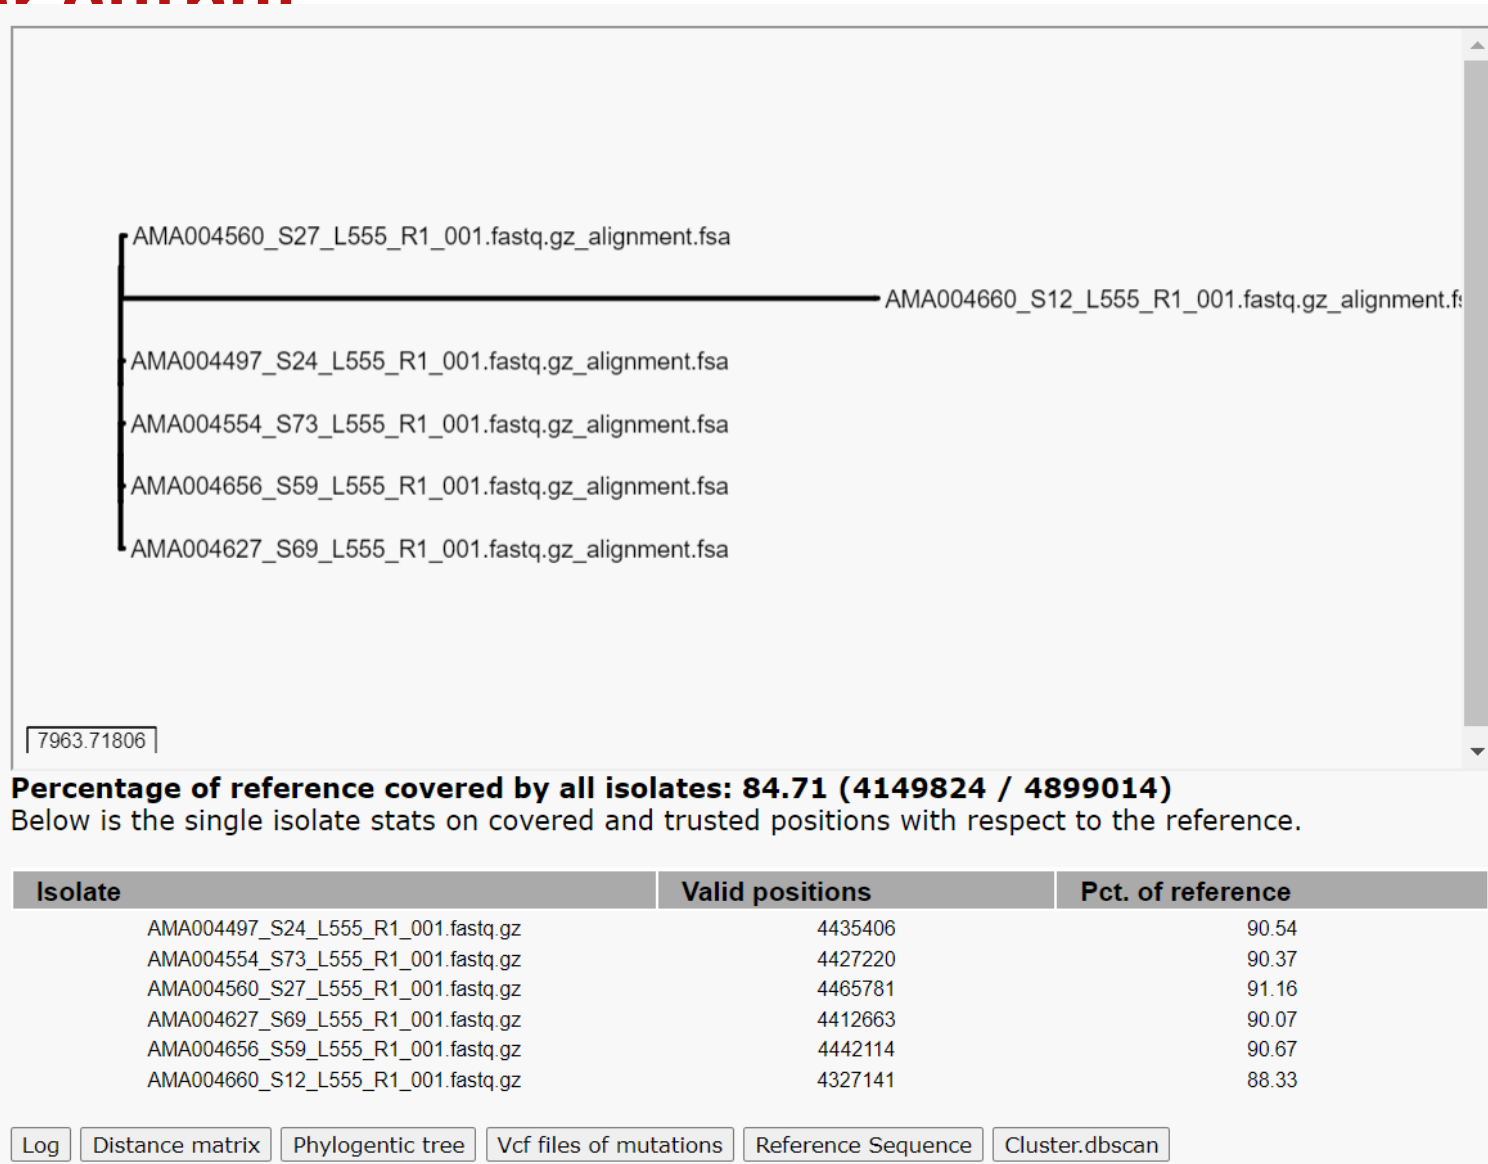 AMA004560_S27_L555_R1_001.fastq.gz_alignment.fsa
AMA004660_S12_L555_R1_001.fastq.gz_alignment.fs
AMA004497_S24_L555_R1_001.fastq.gz_alignment.fsa
AMA004554_S73_L555_R1_001.fastq.gz_alignment.fsa
AMA004656_S59_L555_R1_001.fastq.gz_alignment.fsa
AMA004627_S69_L555_R1_001.fastq.gz_alignment.fsa
7963.71806
Percentage of reference covered by all isolates: 84.71 (4149824 / 4899014)
Below is the single isolate stats on covered and trusted positions with respect to the reference.
Isolate Valid positions Pct. of reference
AMA004497_S24_L555_R1_001.fastq.gz 4435406 90.54
AMA004554_S73_L555_R1_001.fastq.gz 4427220 90.37
AMA004560_S27_L555_R1_001.fastq.gz 4465781 91.16
AMA004627_S69_L555_R1_001.fastq.gz 4412663 90.07
AMA004656_S59_L555_R1_001.fastq.gz 4442114 90.67
AMA004660_S12_L555_R1_001.fastq.gz 4327141 88.33
Log Distance matrix Phylogentic tree Vcf files of mutations Reference Sequence Cluster.dbscan